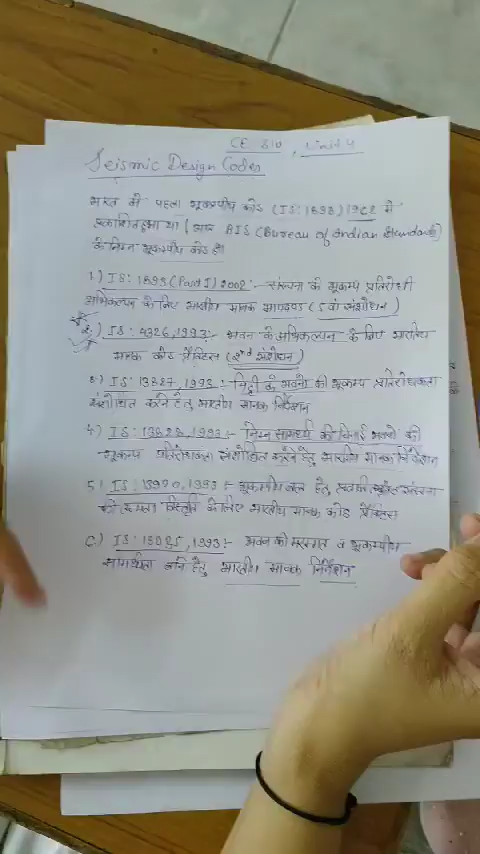 CE 810, Unit 4
Seismic Design Codes
भारत में पहला भूकम्पीय कोड (IS: 1893) 1962 में
प्रकाशित हुआ था। आज BIS (Bureau of Indian Standards)
के निम्न भूकम्पीय कोड है।
1.) IS: 1893 (Part I) 2002 :- संरचना के भूकम्प प्रतिरोधी
अभिकल्पन के लिए भारतीय मानक मापदण्ड (5 वां संशोधन)
2.) IS: 4326, 1993 :- भवन के अभिकल्पन के लिए भारतीय
मानक कोड प्रैक्टिस (2nd संशोधन)
3.) IS: 13827, 1993 :- मिट्टी के भवनों की भूकम्प प्रतिरोधकता
संशोधित करने हेतु भारतीय मानक निर्देशन
4.) IS: 13828, 1993 :- निम्न सामर्थ्य की चिनाई भवनों की
भूकम्प प्रतिरोधकता संशोधित करने हेतु भारतीय मानक निर्देशन
5.) IS: 13920, 1993 :- भूकम्पीय बल हेतु, संरचना
की विस्तृति के लिए भारतीय मानक कोड प्रैक्टिस
6.) IS: 13935, 1993 :- भवन की मरम्मत व भूकम्पीय
सामर्थ्यता करने हेतु भारतीय मानक निर्देशन